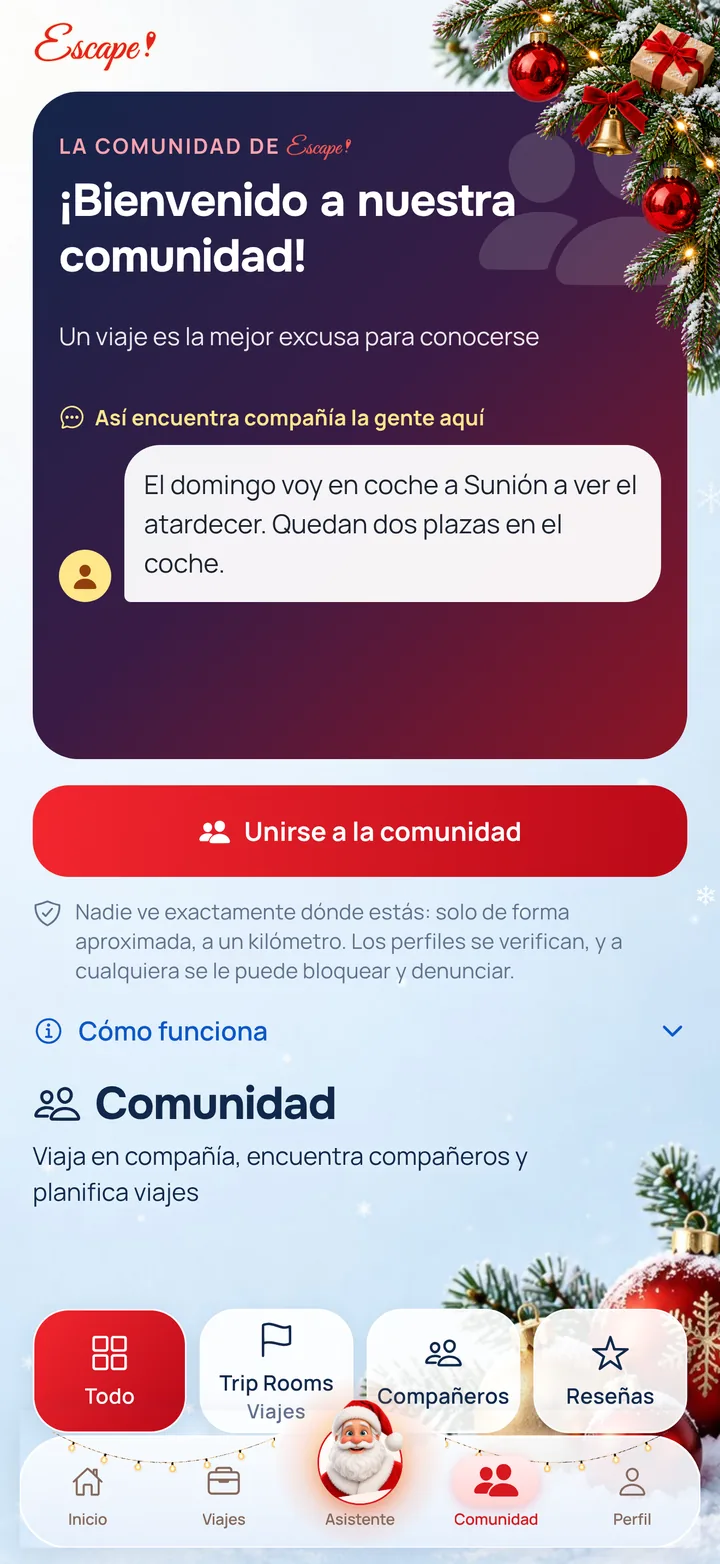 Escape!
LA COMUNIDAD DE Escape!
¡Bienvenido a nuestra
comunidad!
Un viaje es la mejor excusa para conocerse
Así encuentra compañía la gente aquí
El domingo voy en coche a Sunión a ver el
atardecer. Quedan dos plazas en el
coche.
Unirse a la comunidad
Nadie ve exactamente dónde estás: solo de forma
aproximada, a un kilómetro. Los perfiles se verifican, y a
cualquiera se le puede bloquear y denunciar.
Cómo funciona
Comunidad
Viaja en compañía, encuentra compañeros y
planifica viajes
Todo
Trip Rooms
Viajes
Compañeros
Reseñas
Inicio
Viajes
Asistente
Comunidad
Perfil